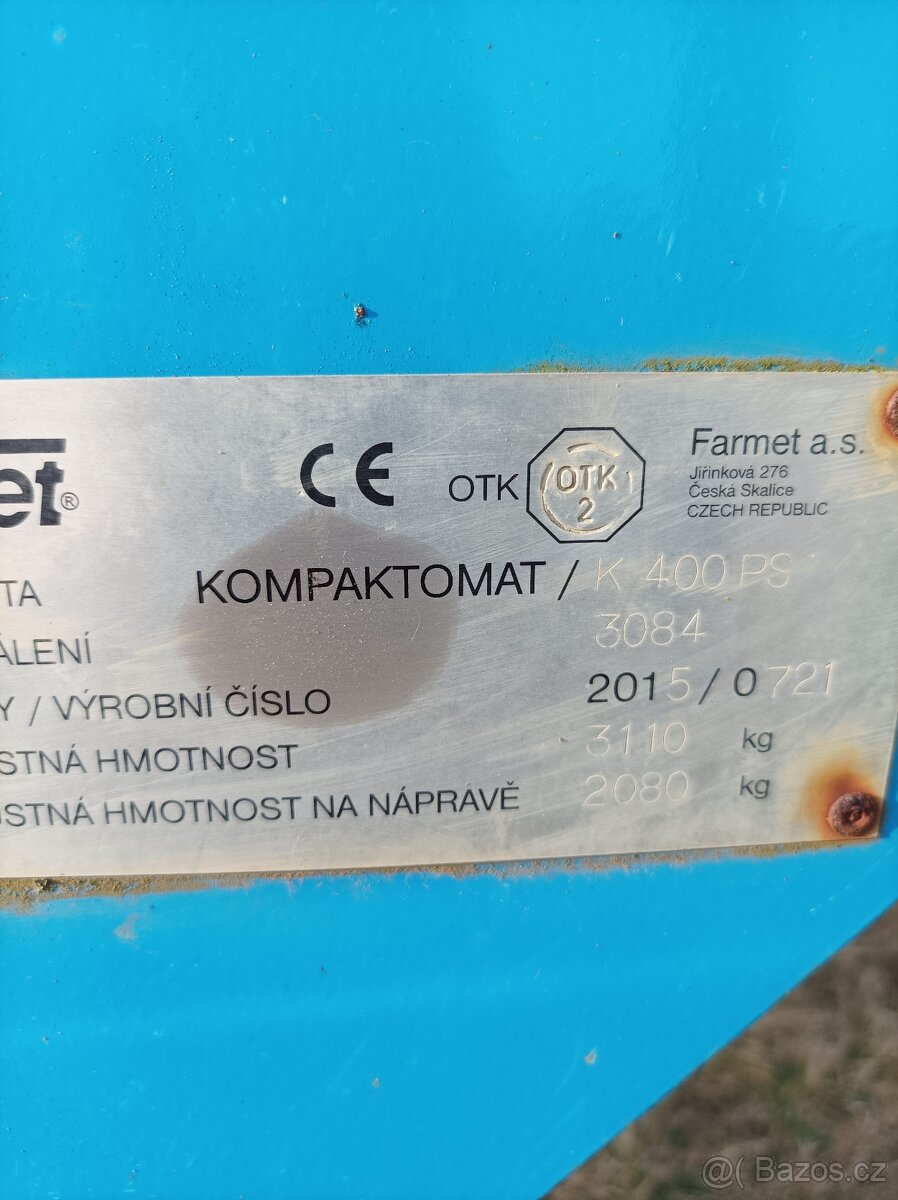 et®
CE
OTK
OTK
2
Farmet a.s.
Jiřinková 276
Česká Skalice
CZECH REPUBLIC
TA KOMPAKTOMAT / K 400 PS
ÁLENÍ 3084
Y / VÝROBNÍ ČÍSLO 2015 / 0721
STNÁ HMOTNOST 3110 kg
USTNÁ HMOTNOST NA NÁPRAVĚ 2080 kg
@( Bazos.cz